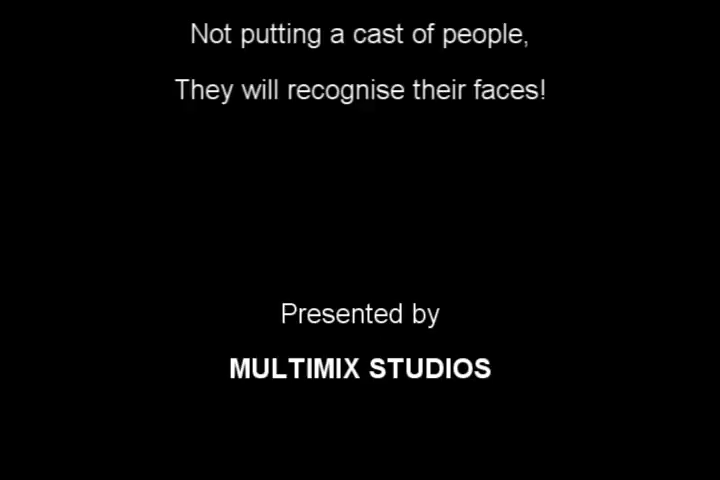 Not putting a cast of people,
They will recognise their faces!
Presented by
MULTIMIX STUDIOS